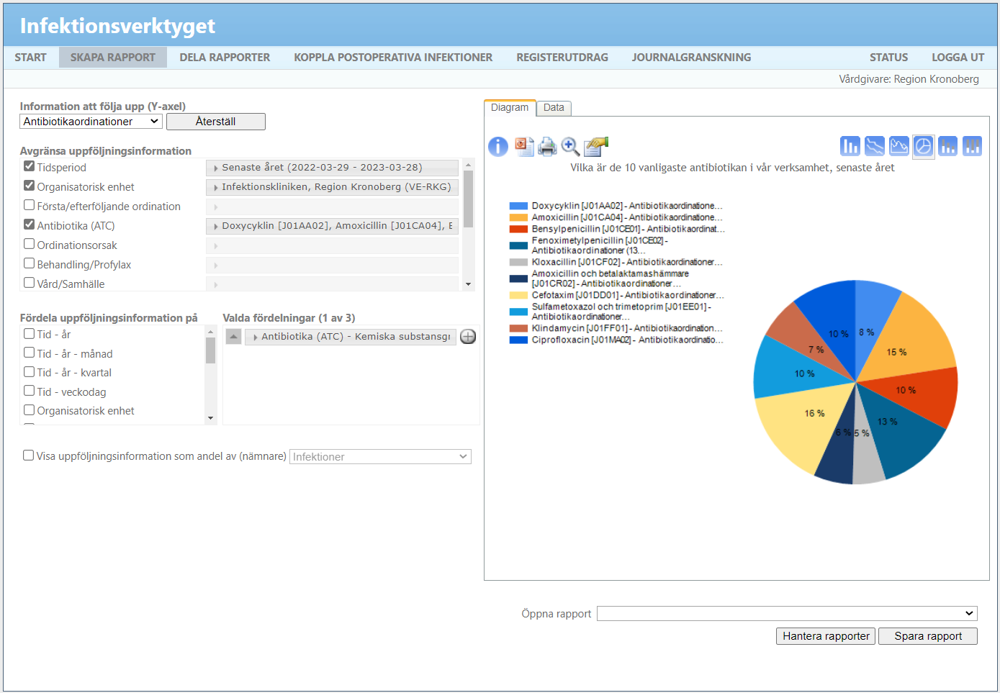 Infektionsverktyget
START SKAPA RAPPORT DELA RAPPORTER KOPPLA POSTOPERATIVA INFEKTIONER REGISTERUTDRAG JOURNALGRANSKNING STATUS LOGGA UT
Vårdgivare: Region Kronoberg
Information att följa upp (Y-axel)
Antibiotikaordinationer Återställ
Avgränsa uppföljningsinformation
Tidsperiod Senaste året (2022-03-29 - 2023-03-28)
Organisatorisk enhet Infektionskliniken, Region Kronoberg (VE-RKG)
Första/efterföljande ordination
Antibiotika (ATC) Doxycyklin [J01AA02], Amoxicillin [J01CA04], E
Ordinationsorsak
Behandling/Profylax
Vård/Samhälle
Fördela uppföljningsinformation på
Tid - år
Tid - år - månad
Tid - år - kvartal
Tid - veckodag
Organisatorisk enhet
Valda fördelningar (1 av 3)
Antibiotika (ATC) - Kemiska substansgr
Visa uppföljningsinformation som andel av (nämnare) Infektioner
Diagram Data
Vilka är de 10 vanligaste antibiotikan i vår verksamhet, senaste året
Doxycyklin [J01AA02] - Antibiotikaordinatione...
Amoxicillin [J01CA04] - Antibiotikaordinatione...
Bensylpenicillin [J01CE01] - Antibiotikaordinat...
Fenoximetylpenicillin [J01CE02] -
Antibiotikaordinationer (13...
Kloxacillin [J01CF02] - Antibiotikaordinationer...
Amoxicillin och betalaktamashämmare
[J01CR02] - Antibiotikaordinationer...
Cefotaxim [J01DD01] - Antibiotikaordinationer...
Sulfametoxazol och trimetoprim [J01EE01] -
Antibiotikaordinationer...
Klindamycin [J01FF01] - Antibiotikaordination...
Ciprofloxacin [J01MA02] - Antibiotikaordinatio...
8 %
15 %
10 %
13 %
5 %
6 %
16 %
10 %
7 %
10 %
Öppna rapport
Hantera rapporter Spara rapport